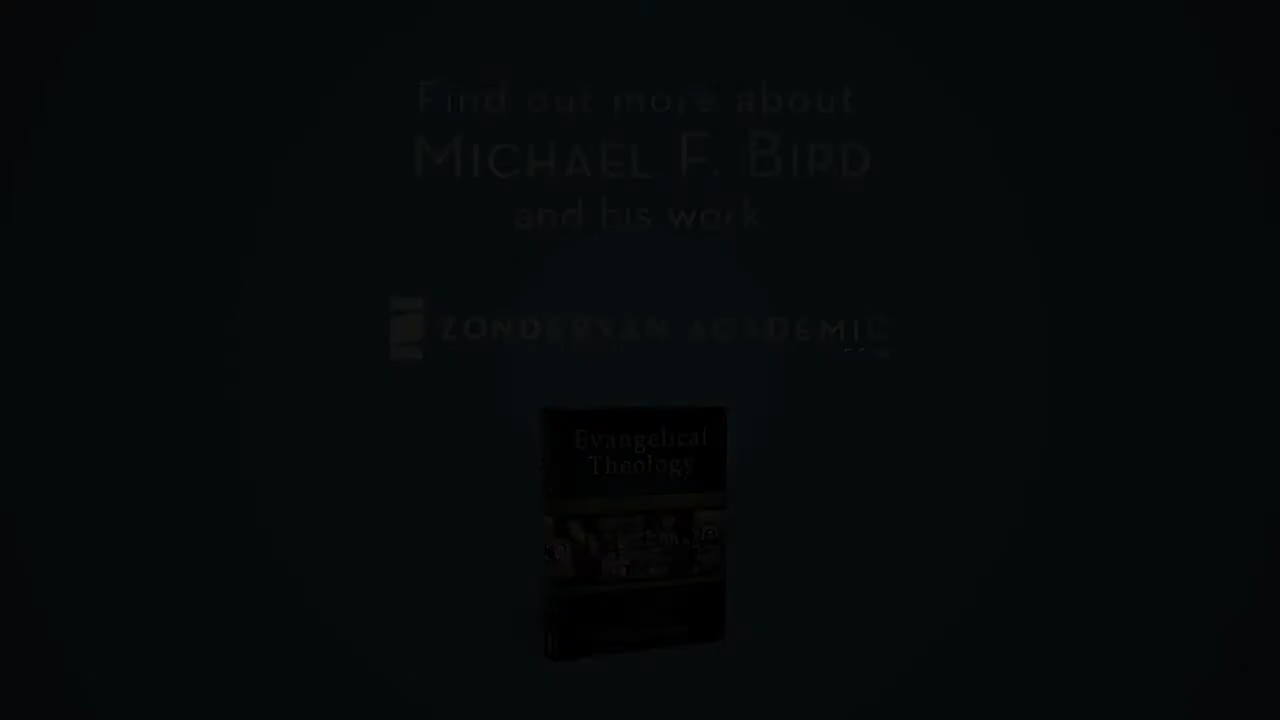 Find out more about
MICHAEL F. BIRD
and his work
ZONDERVAN ACADEMIC
Evangelical
Theology